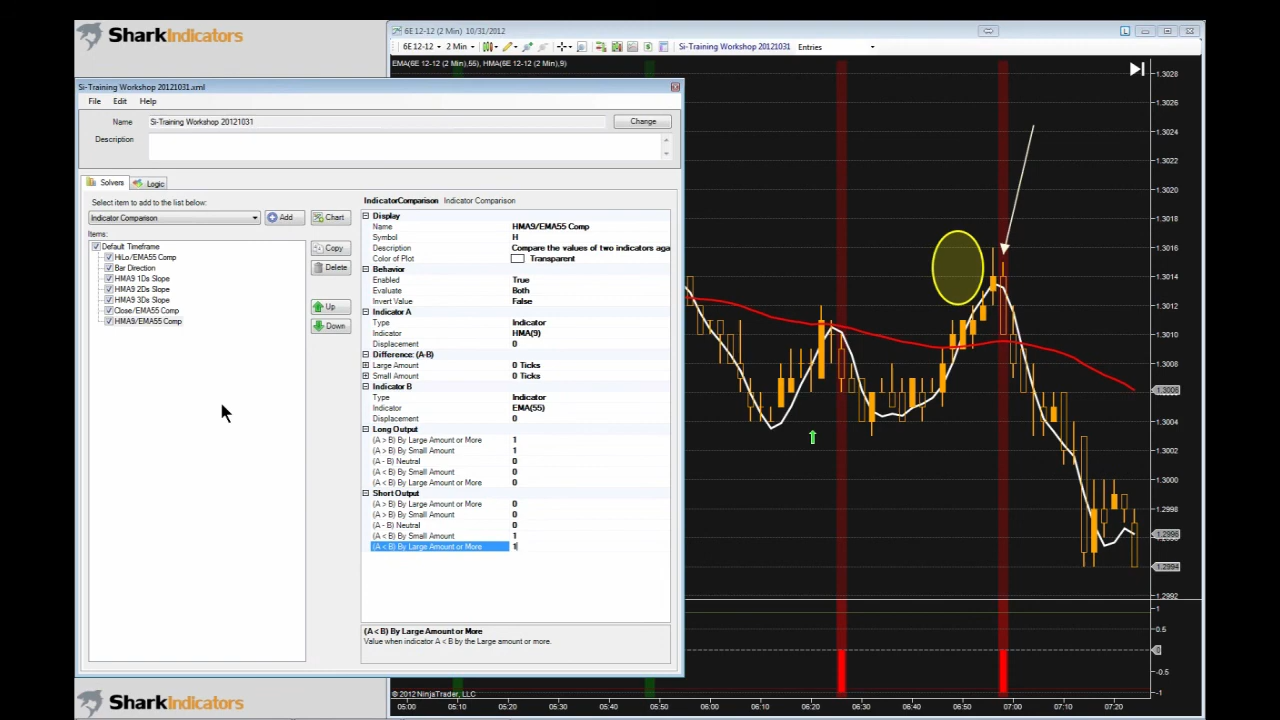 SharkIndicators
6E 12-12 (2 Min) 10/31/2012
6E 12-12
2 Min
Si-Training Workshop 20121031
Entries
EMA(6E 12-12 (2 Min),55), HMA(6E 12-12 (2 Min),9)
Si-Training Workshop 20121031.xml
File
Edit
Help
Name
Si-Training Workshop 20121031
Change
Description
Solvers
Logic
Select item to add to the list below:
Indicator Comparison
Add
Chart
Items:
Default Timeframe
HiLo/EMA55 Comp
Bar Direction
HMA9 1Ds Slope
HMA9 2Ds Slope
HMA9 3Ds Slope
Close/EMA55 Comp
HMA9/EMA55 Comp
Copy
Delete
Up
Down
IndicatorComparison Indicator Comparison
Display
Name HMA9/EMA55 Comp
Symbol H
Description Compare the values of two indicators aga
Color of Plot Transparent
Behavior
Enabled True
Evaluate Both
Invert Value False
Indicator A
Type Indicator
Indicator HMA(9)
Displacement 0
Difference: (A-B)
Large Amount 0 Ticks
Small Amount 0 Ticks
Indicator B
Type Indicator
Indicator EMA(55)
Displacement 0
Long Output
(A > B) By Large Amount or More 1
(A > B) By Small Amount 1
(A - B) Neutral 0
(A < B) By Small Amount 0
(A < B) By Large Amount or More 0
Short Output
(A > B) By Large Amount or More 0
(A > B) By Small Amount 0
(A - B) Neutral 0
(A < B) By Small Amount 1
(A < B) By Large Amount or More 1
(A < B) By Large Amount or More
Value when indicator A < B by the Large amount or more.
1.3028
1.3026
1.3024
1.3022
1.3020
1.3018
1.3016
1.3014
1.3012
1.3010
1.3008
1.3006
1.3004
1.3002
1.3000
1.2998
1.2996
1.2994
1.2992
1
0.5
0
-0.5
-1
© 2012 NinjaTrader, LLC
05:00
05:10
05:20
05:30
05:40
05:50
06:00
06:10
06:20
06:30
06:40
06:50
07:00
07:10
07:20
SharkIndicators